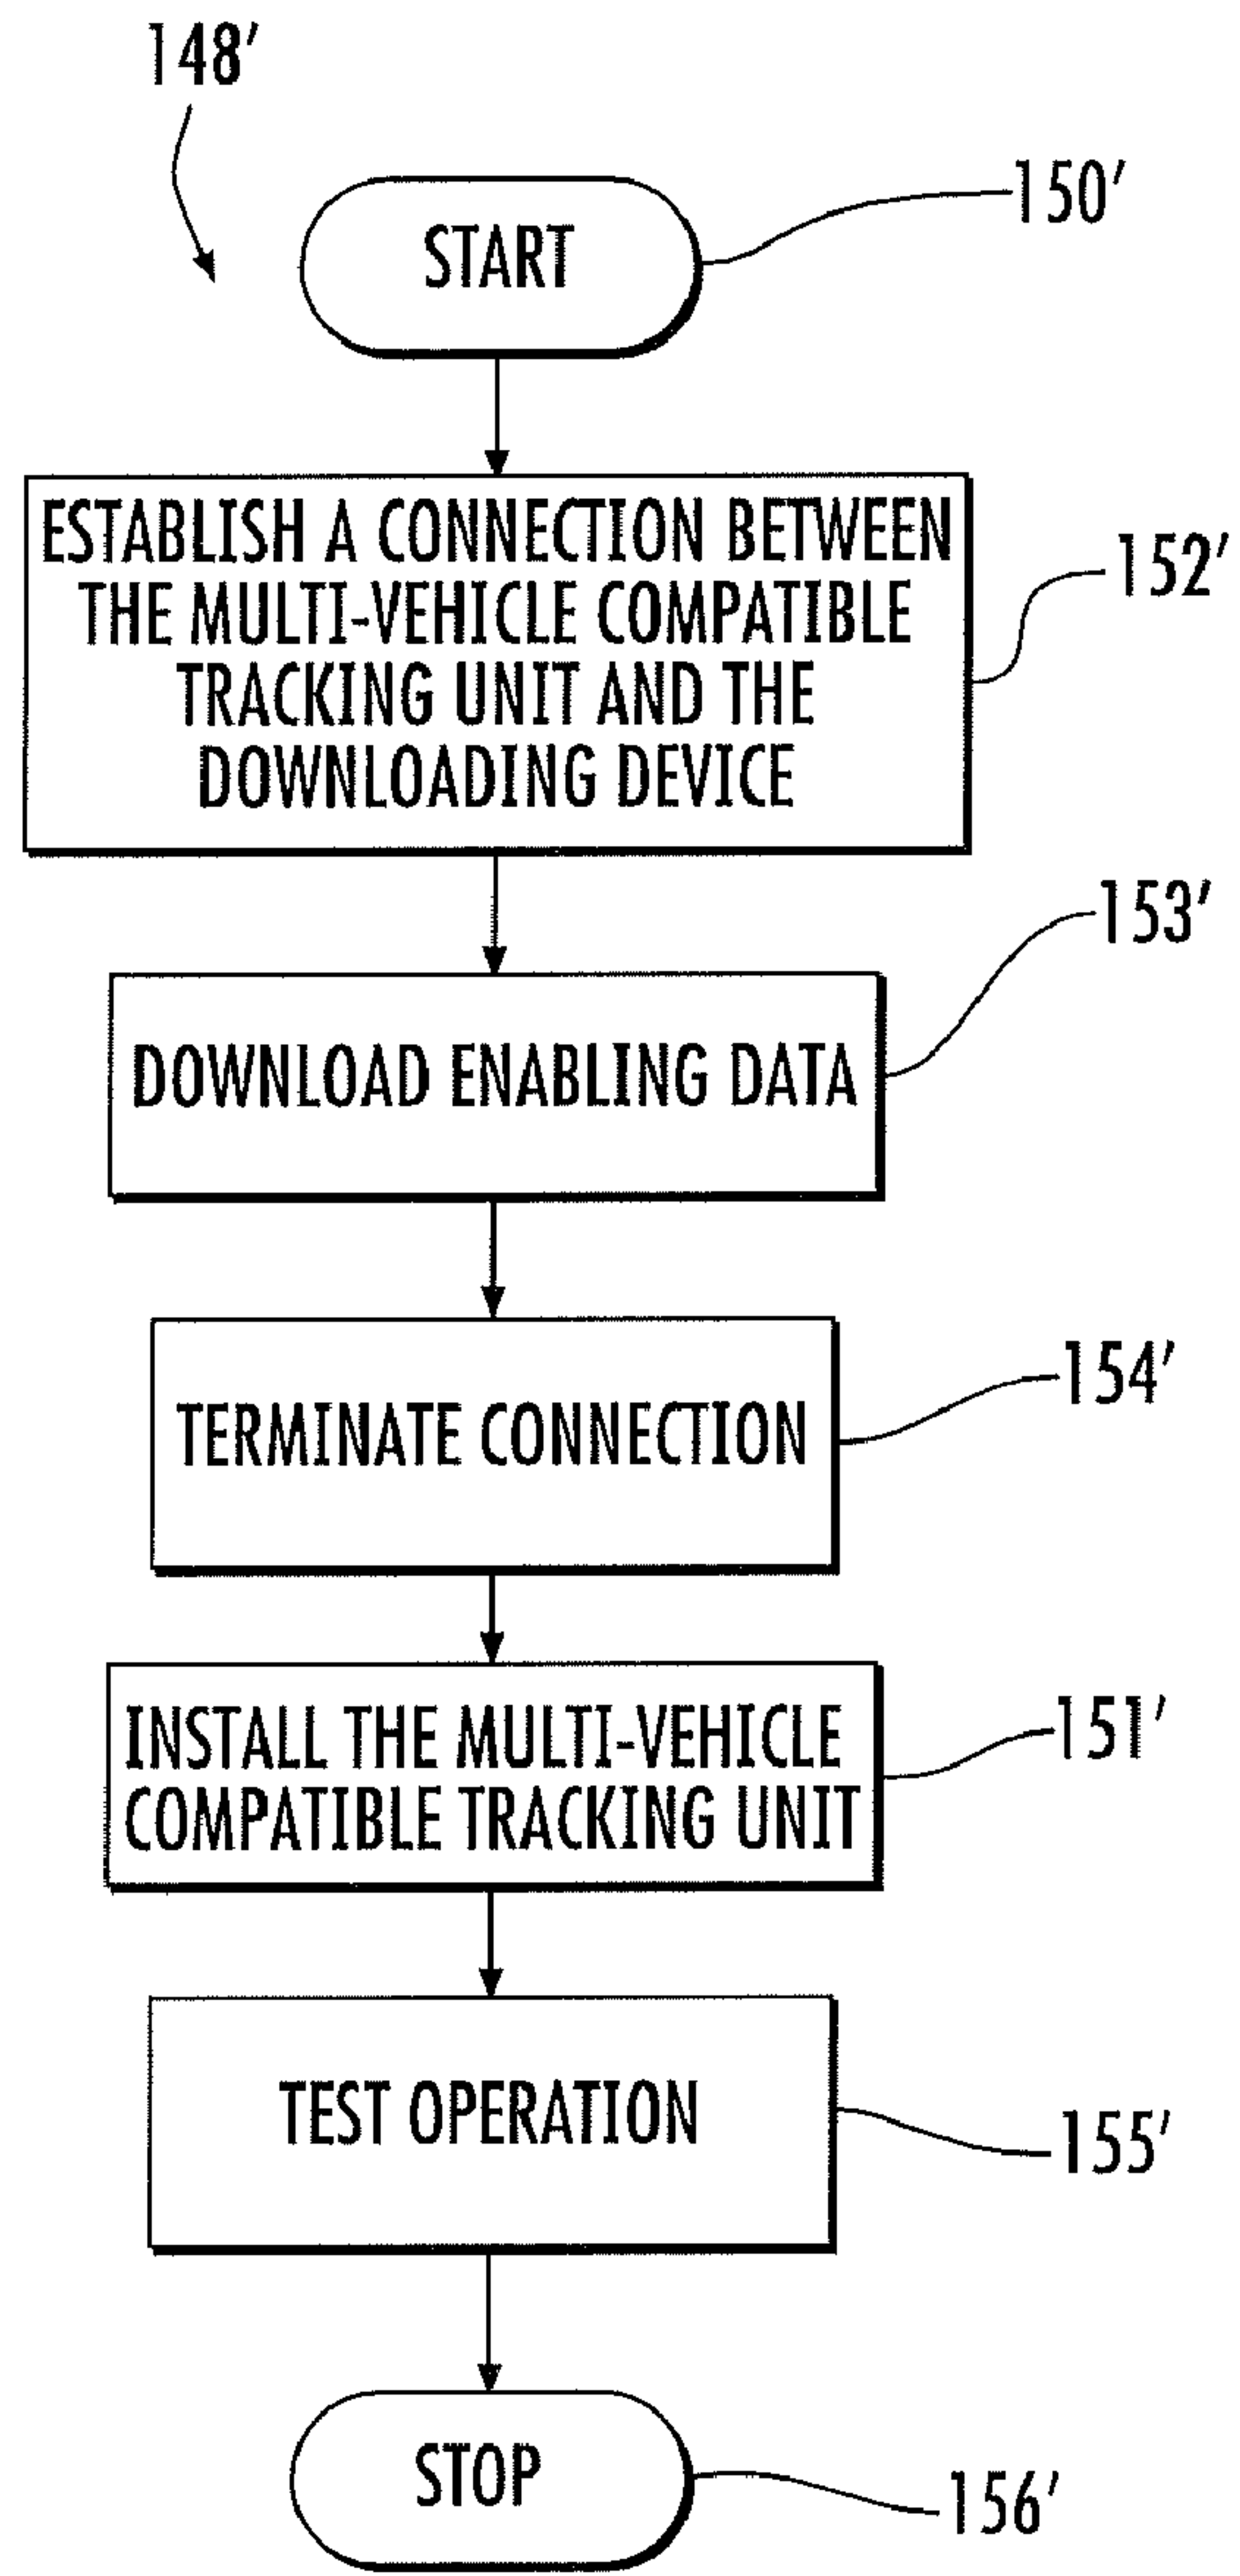 148'
START
150'
ESTABLISH A CONNECTION BETWEEN
THE MULTI-VEHICLE COMPATIBLE
TRACKING UNIT AND THE
DOWNLOADING DEVICE
152'
153'
DOWNLOAD ENABLING DATA
154'
TERMINATE CONNECTION
INSTALL THE MULTI-VEHICLE
COMPATIBLE TRACKING UNIT
151'
TEST OPERATION
155'
STOP
156'